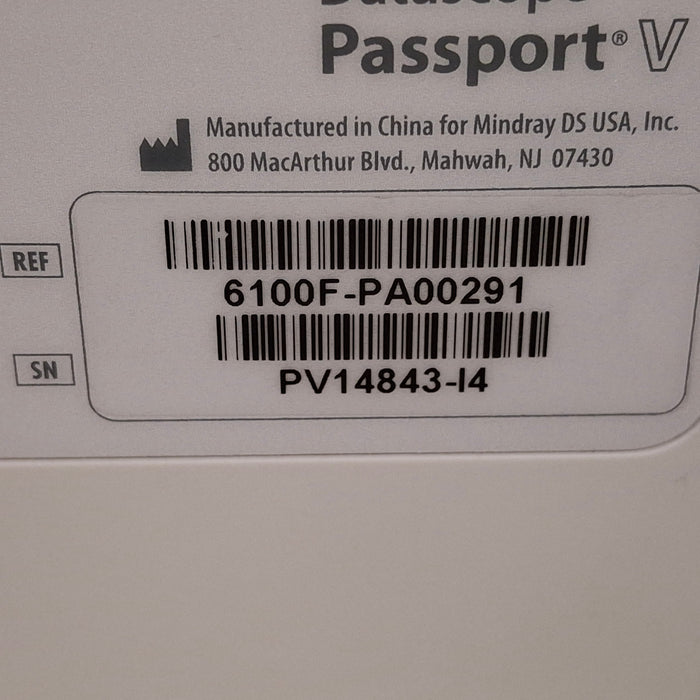 Datascope
Passport® V
Manufactured in China for Mindray DS USA, Inc.
800 MacArthur Blvd., Mahwah, NJ 07430
REF
6100F-PA00291
SN
PV14843-I4